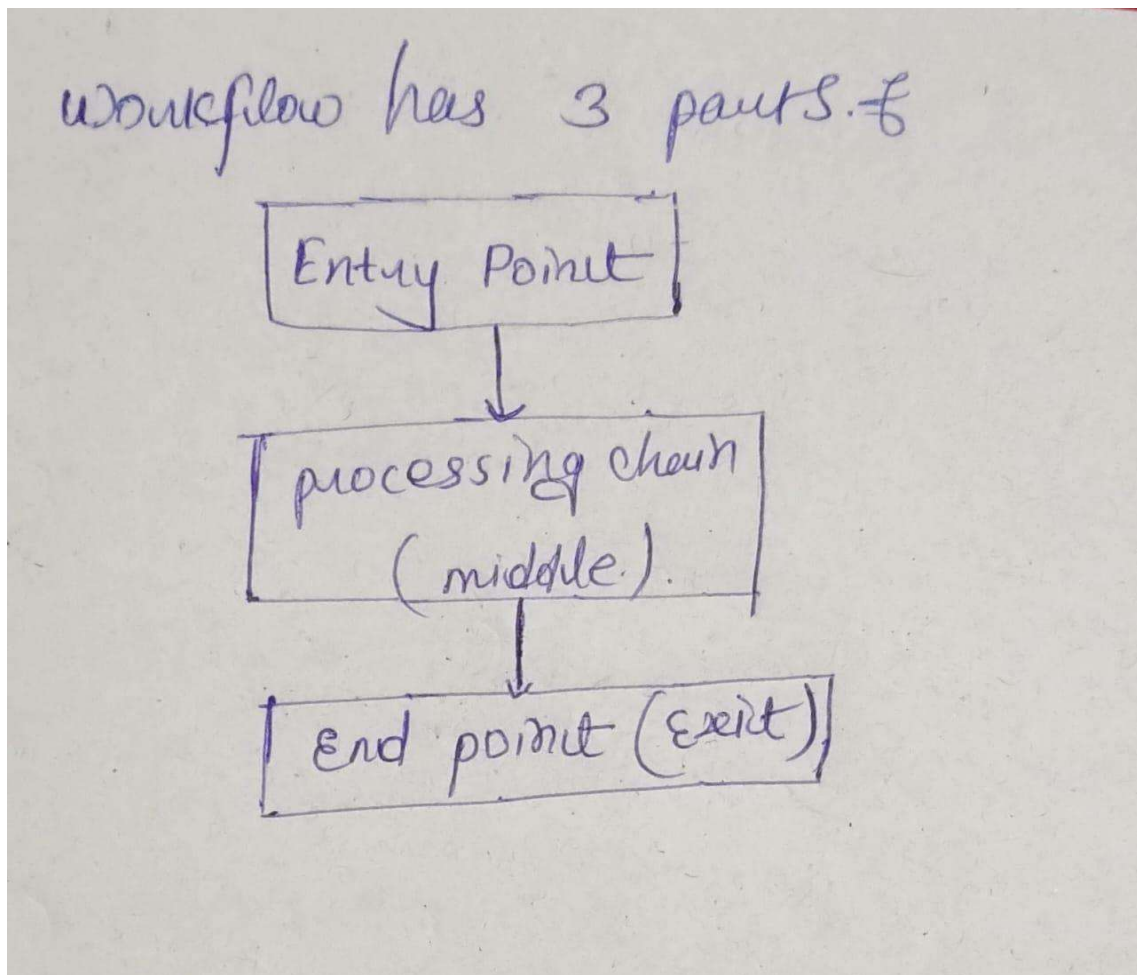 workflow has 3 parts.
Entry Point
processing chain
(middle).
End point (Exit)